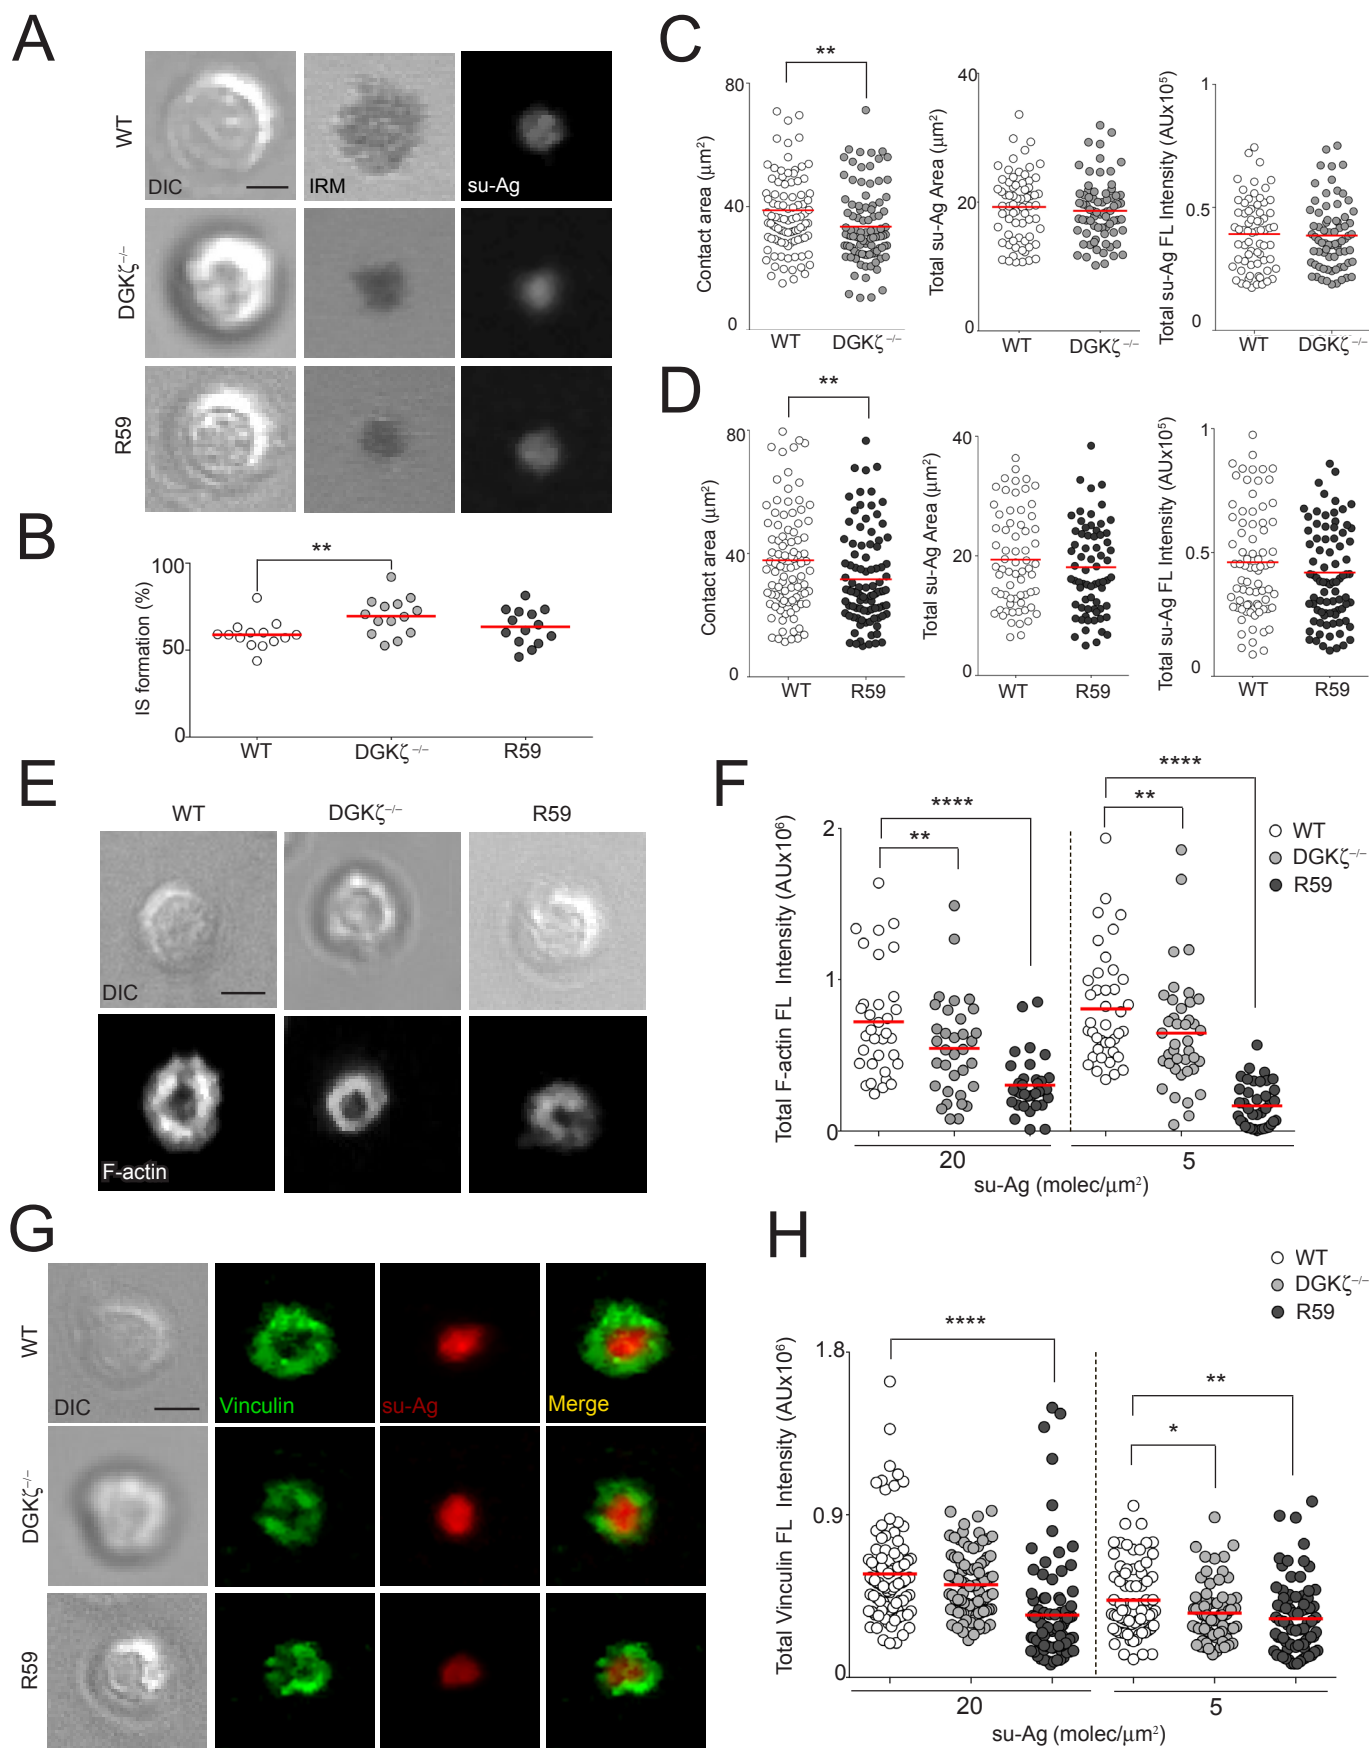 A
WT
DIC
IRM
su-Ag
DGKζ⁻/⁻
R59
B
IS formation (%)
100
50
0
**
WT
DGKζ⁻/⁻
R59
C
Contact area (μm²)
80
40
0
**
WT
DGKζ⁻/⁻
Total su-Ag Area (μm²)
40
20
0
WT
DGKζ⁻/⁻
Total su-Ag FL Intensity (AUx10⁵)
1
0.5
0
WT
DGKζ⁻/⁻
D
Contact area (μm²)
80
40
0
**
WT
R59
Total su-Ag Area (μm²)
40
20
0
WT
R59
Total su-Ag FL Intensity (AUx10⁵)
1
0.5
0
WT
R59
E
WT
DGKζ⁻/⁻
R59
DIC
F-actin
F
Total F-actin FL Intensity (AUx10⁶)
2
1
0
****
**
****
**
WT
DGKζ⁻/⁻
R59
20
5
su-Ag (molec/μm²)
G
WT
DIC
Vinculin
su-Ag
Merge
DGKζ⁻/⁻
R59
H
WT
DGKζ⁻/⁻
R59
Total Vinculin FL Intensity (AUx10⁶)
1.8
0.9
0
****
**
*
20
5
su-Ag (molec/μm²)